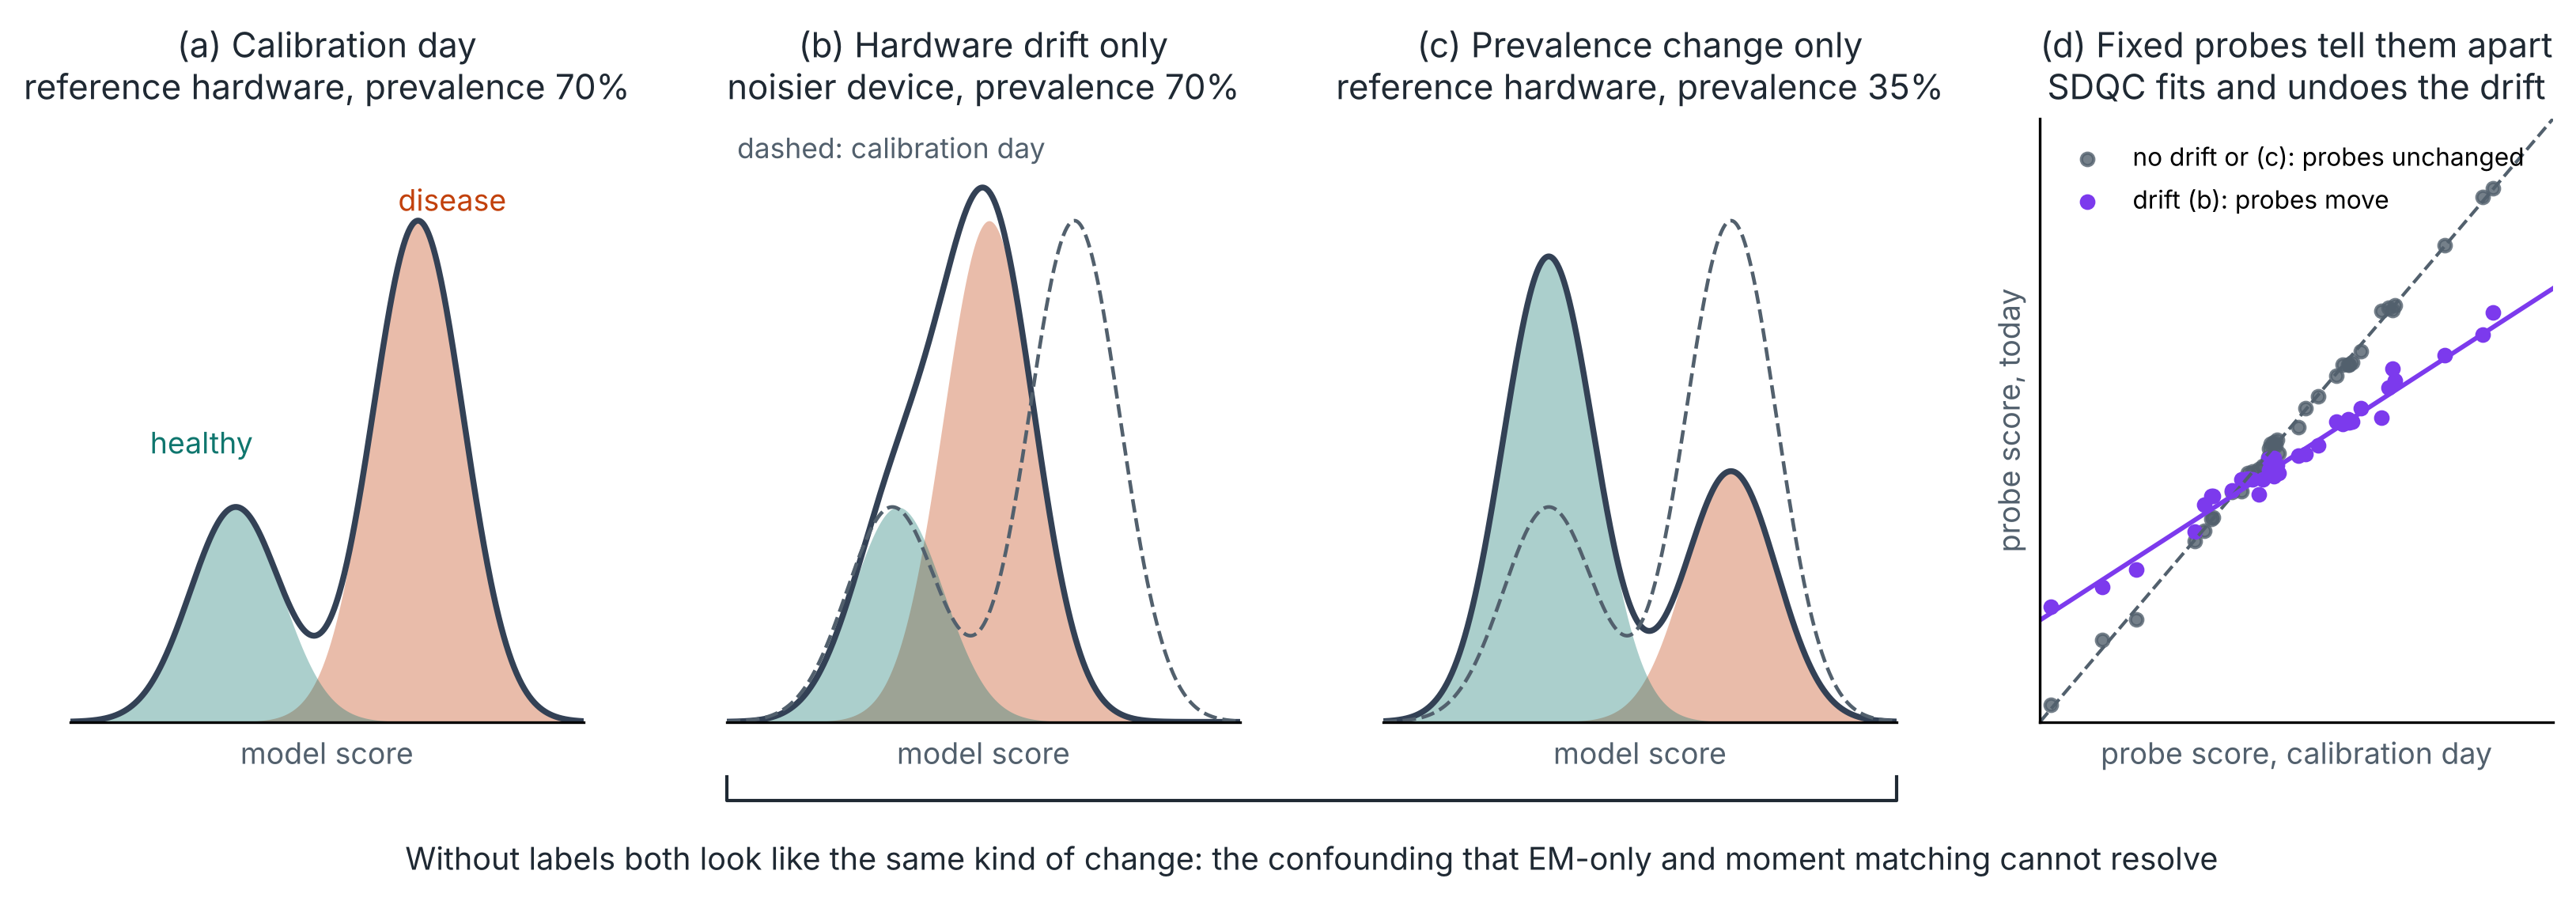 (a) Calibration day
reference hardware, prevalence 70%
disease
healthy
model score
(b) Hardware drift only
noisier device, prevalence 70%
dashed: calibration day
model score
(c) Prevalence change only
reference hardware, prevalence 35%
model score
(d) Fixed probes tell them apart
SDQC fits and undoes the drift
no drift or (c): probes unchanged
drift (b): probes move
probe score, today
probe score, calibration day
Without labels both look like the same kind of change: the confounding that EM-only and moment matching cannot resolve